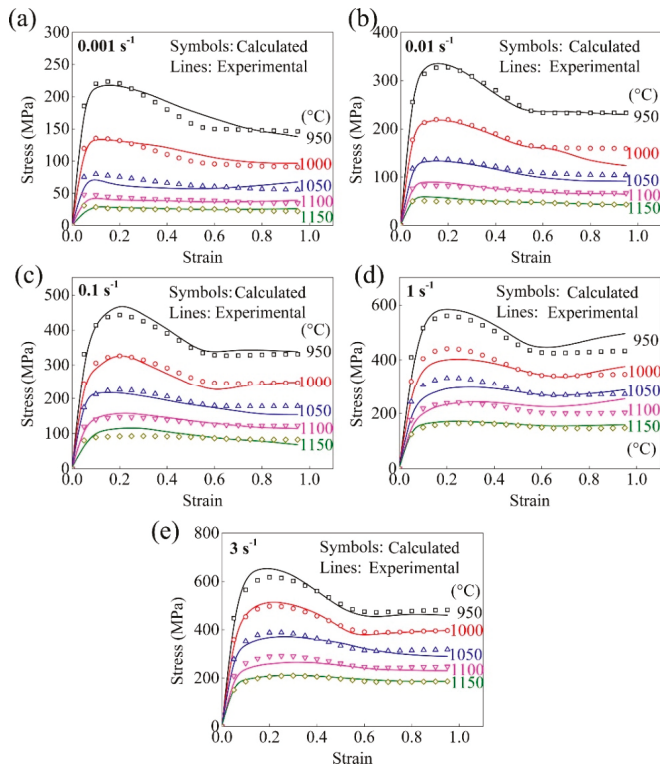 (a)
0.001 s-1
Symbols: Calculated
Lines: Experimental
Stress (MPa)
300
250
200
150
100
50
0
(°C)
950
1000
1050
1100
1150
0.0 0.2 0.4 0.6 0.8 1.0
Strain
(b)
0.01 s-1
Symbols: Calculated
Lines: Experimental
Stress (MPa)
400
300
200
100
0
(°C)
950
1000
1050
1100
1150
0.0 0.2 0.4 0.6 0.8 1.0
Strain
(c)
0.1 s-1
Symbols: Calculated
Lines: Experimental
Stress (MPa)
500
400
300
200
100
0
(°C)
950
1000
1050
1100
1150
0.0 0.2 0.4 0.6 0.8 1.0
Strain
(d)
1 s-1
Symbols: Calculated
Lines: Experimental
Stress (MPa)
600
400
200
0
950
1000
1050
1100
1150
(°C)
0.0 0.2 0.4 0.6 0.8 1.0
Strain
(e)
3 s-1
Symbols: Calculated
Lines: Experimental
Stress (MPa)
800
600
400
200
0
(°C)
950
1000
1050
1100
1150
0.0 0.2 0.4 0.6 0.8 1.0
Strain